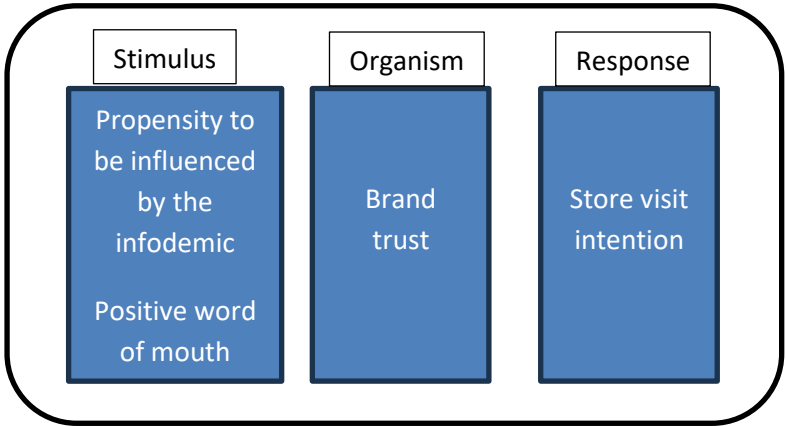 Stimulus
Propensity to
be influenced
by the
infodemic
Positive word
of mouth
Organism
Brand
trust
Response
Store visit
intention